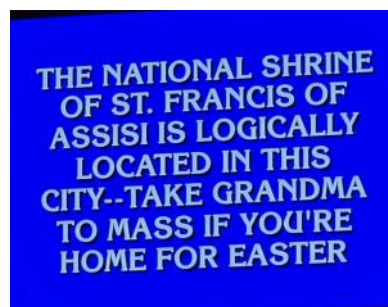 THE NATIONAL SHRINE
OF ST. FRANCIS OF
ASSISI IS LOGICALLY
LOCATED IN THIS
CITY--TAKE GRANDMA
TO MASS IF YOU'RE
HOME FOR EASTER